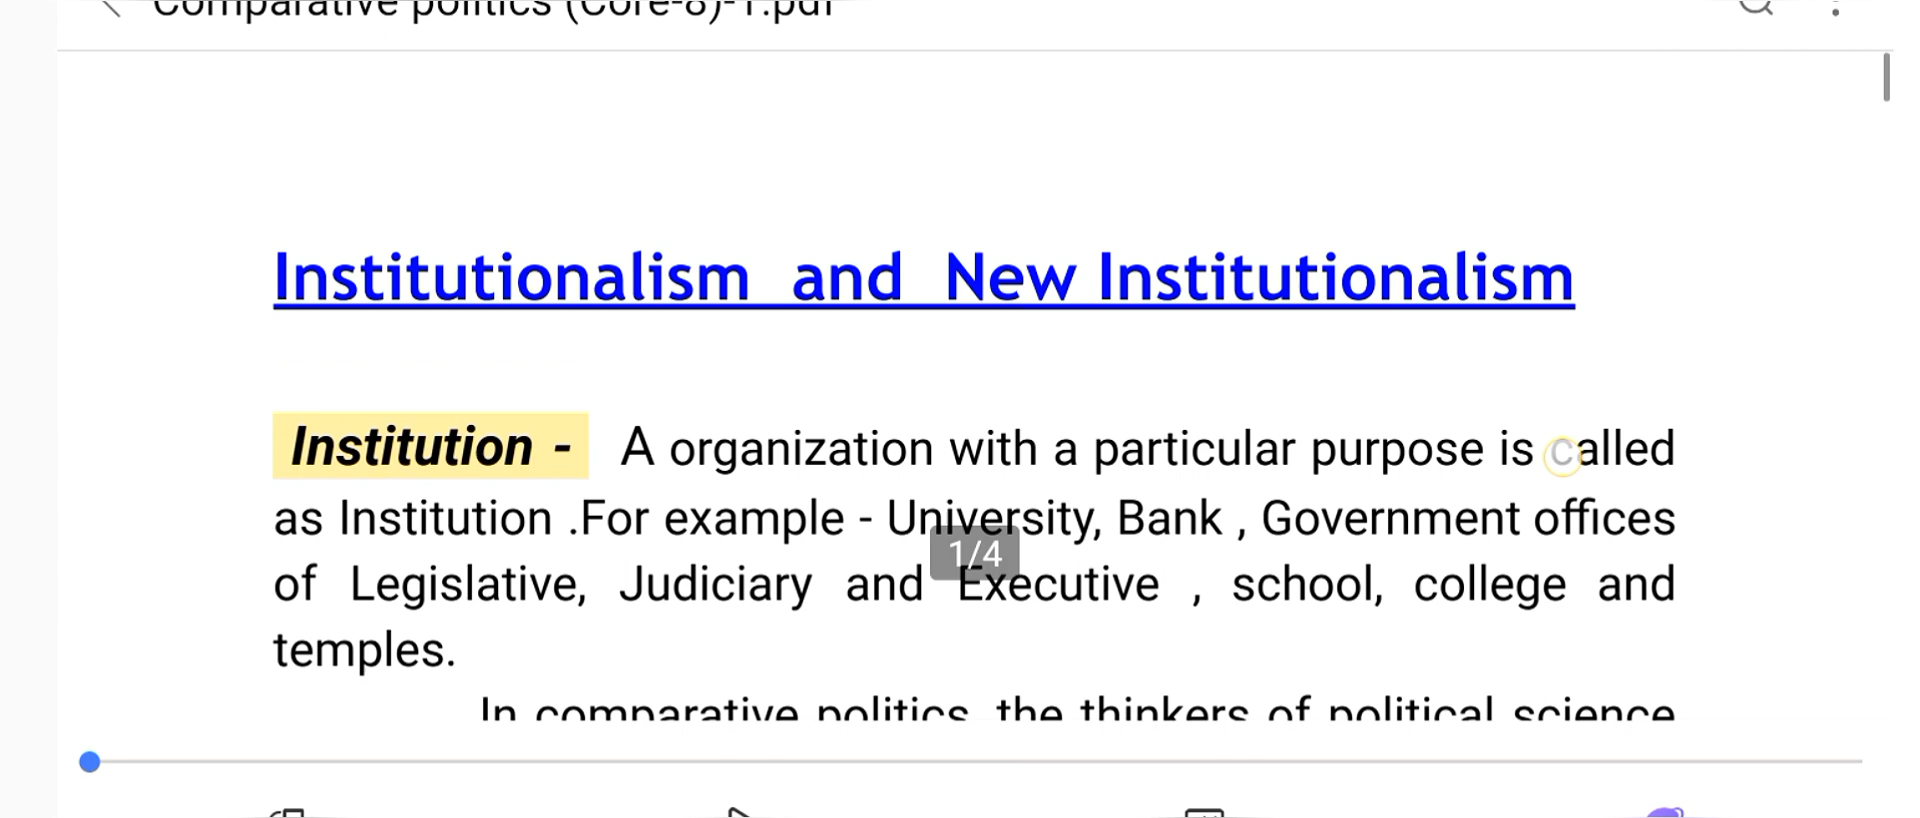 Comparative politics (Core-8)-1.pdf
Institutionalism and New Institutionalism
Institution - A organization with a particular purpose is called
as Institution .For example - University, Bank , Government offices
1/4
of Legislative, Judiciary and Executive , school, college and
temples.
In comparative politics, the thinkers of political science